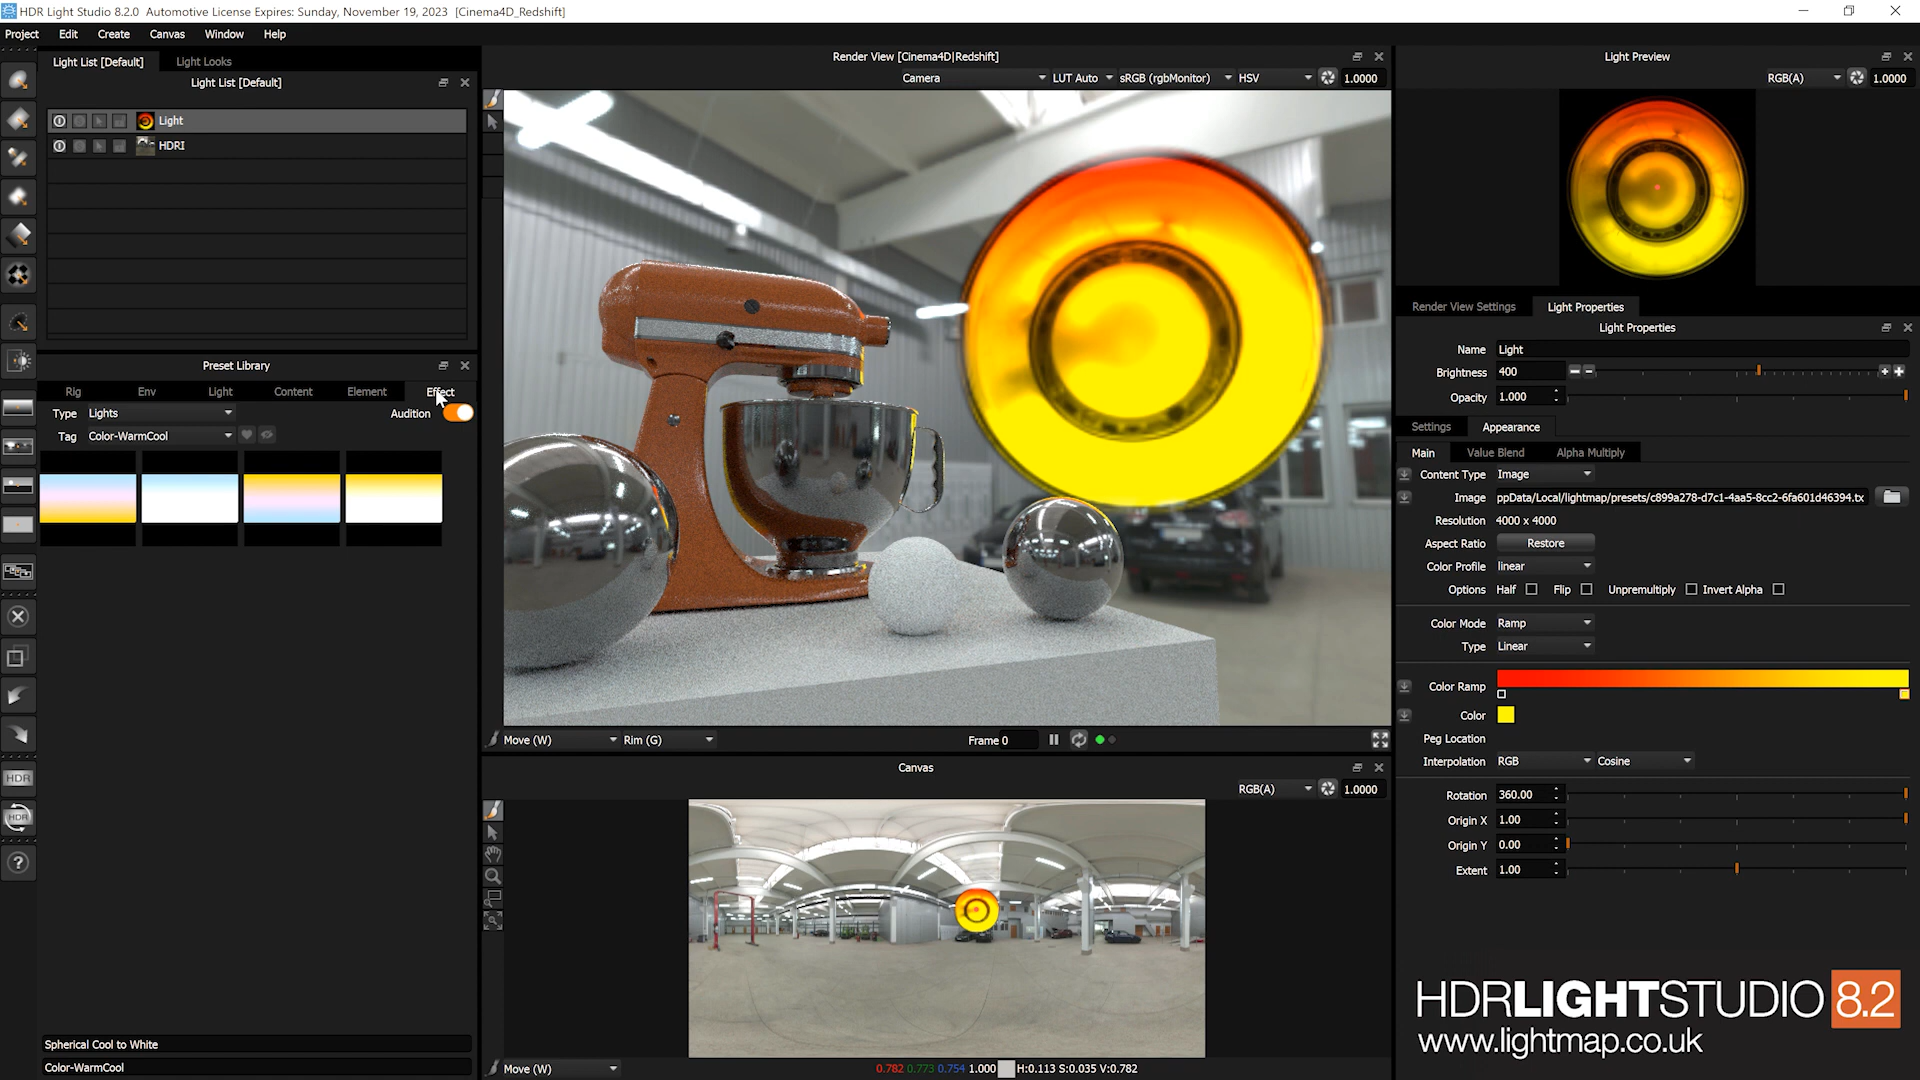 HDR Light Studio 8.2.0  Automotive License Expires: Sunday, November 19, 2023  [Cinema4D_Redshift]
Project Edit Create Canvas Window Help
Light List [Default] Light Looks
Light List [Default]
Light
HDRI
Preset Library
Rig Env Light Content Element Effect
Type Lights Audition
Tag Color-WarmCool
Spherical Cool to White
Color-WarmCool
HDR
HDR
?
Render View [Cinema4D|Redshift]
Camera LUT Auto sRGB (rgbMonitor) HSV 1.0000
Move (W) Rim (G) Frame 0
Canvas
RGB(A) 1.0000
Move (W) 0.782 0.773 0.754 1.000 H:0.113 S:0.035 V:0.782
Light Preview
RGB(A) 1.0000
Render View Settings Light Properties
Light Properties
Name Light
Brightness 400
Opacity 1.000
Settings Appearance
Main Value Blend Alpha Multiply
Content Type Image
Image ppData/Local/lightmap/presets/c899a278-d7c1-4aa5-8cc2-6fa601d46394.tx
Resolution 4000 x 4000
Aspect Ratio Restore
Color Profile linear
Options Half Flip Unpremultiply Invert Alpha
Color Mode Ramp
Type Linear
Color Ramp
Color
Peg Location
Interpolation RGB Cosine
Rotation 360.00
Origin X 1.00
Origin Y 0.00
Extent 1.00
HDRLIGHTSTUDIO 8.2
www.lightmap.co.uk